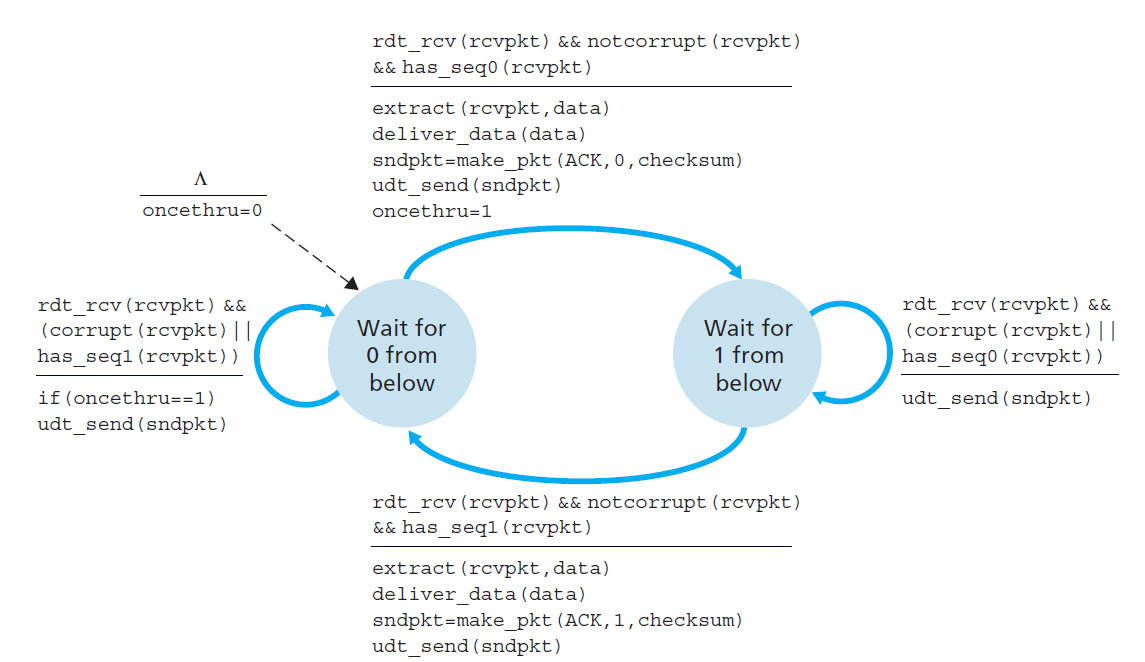 rdt_rcv(rcvpkt) && notcorrupt(rcvpkt)
&& has_seq0(rcvpkt)
extract(rcvpkt,data)
deliver_data(data)
sndpkt=make_pkt(ACK,0,checksum)
udt_send(sndpkt)
oncethru=1
Λ
oncethru=0
rdt_rcv(rcvpkt) &&
(corrupt(rcvpkt)||
has_seq1(rcvpkt))
if(oncethru==1)
udt_send(sndpkt)
Wait for
0 from
below
Wait for
1 from
below
rdt_rcv(rcvpkt) &&
(corrupt(rcvpkt)||
has_seq0(rcvpkt))
udt_send(sndpkt)
rdt_rcv(rcvpkt) && notcorrupt(rcvpkt)
&& has_seq1(rcvpkt)
extract(rcvpkt,data)
deliver_data(data)
sndpkt=make_pkt(ACK,1,checksum)
udt_send(sndpkt)